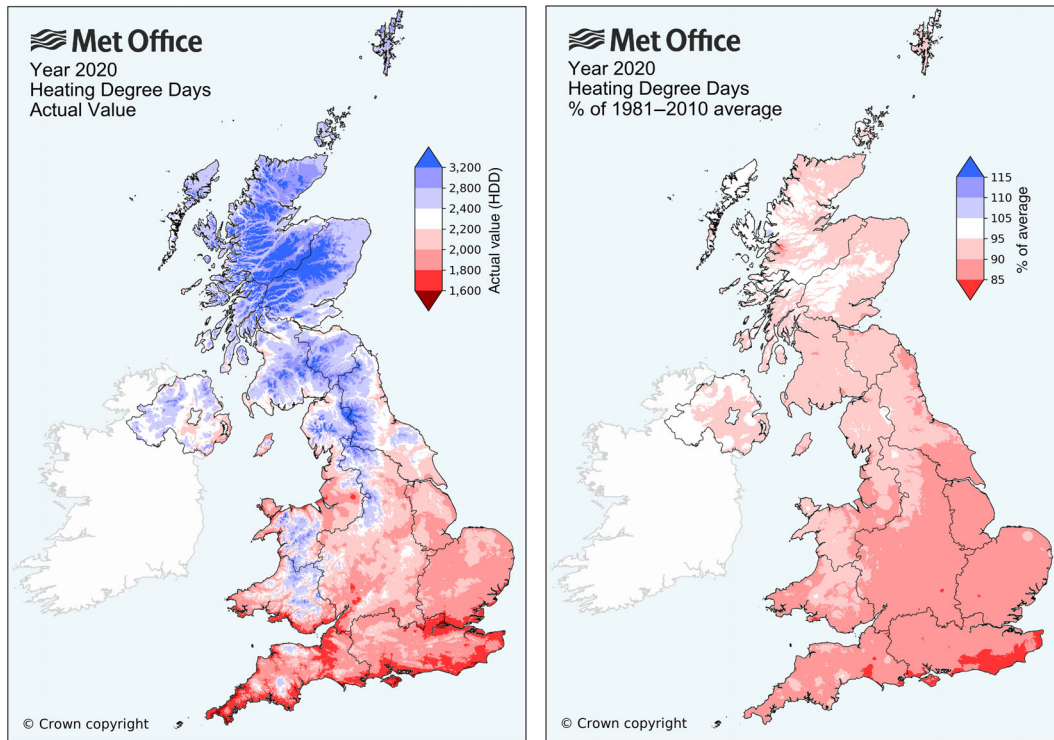 Met Office
Year 2020
Heating Degree Days
Actual Value
3,200
2,800
2,400
2,000
1,800
1,600
Actual value (HDD)
© Crown copyright
Met Office
Year 2020
Heating Degree Days
% of 1981–2010 average
115
110
105
95
90
85
% of average
© Crown copyright